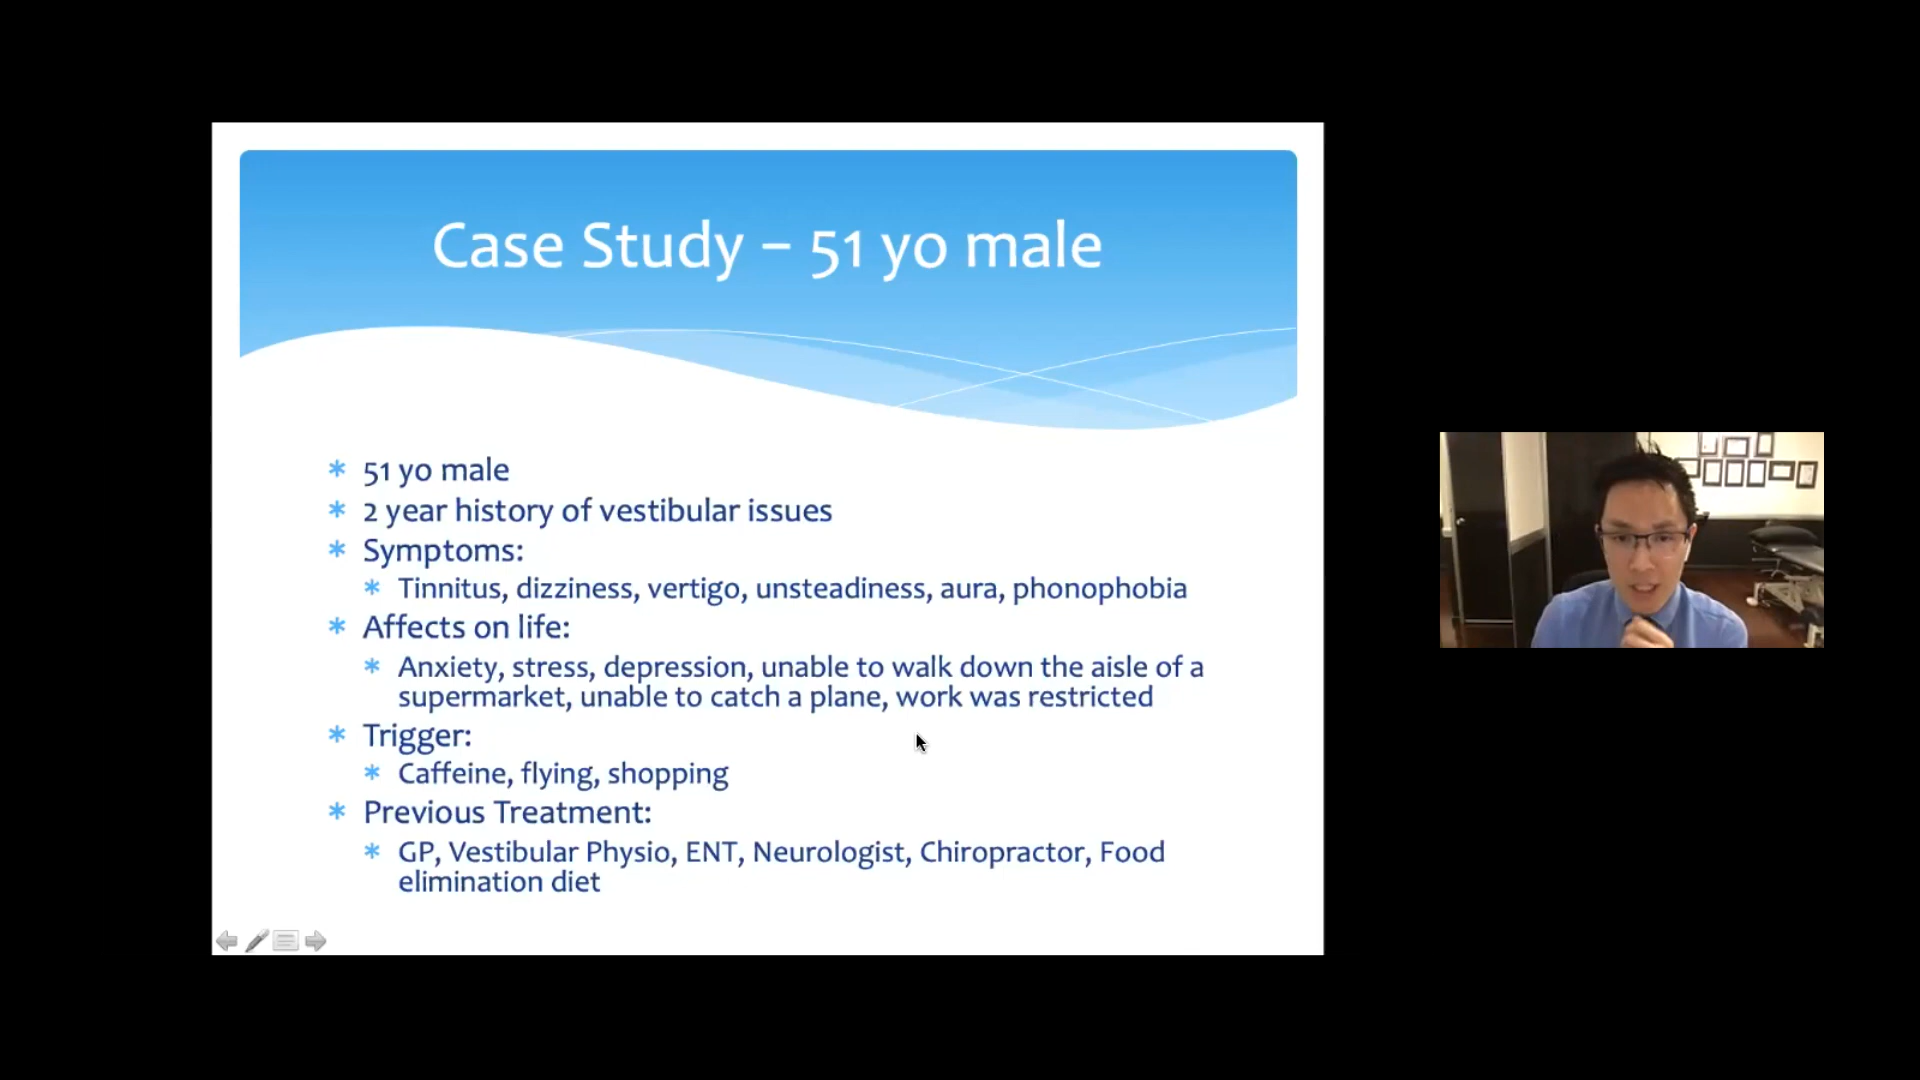 Case Study – 51 yo male
51 yo male
2 year history of vestibular issues
Symptoms:
Tinnitus, dizziness, vertigo, unsteadiness, aura, phonophobia
Affects on life:
Anxiety, stress, depression, unable to walk down the aisle of a
supermarket, unable to catch a plane, work was restricted
Trigger:
Caffeine, flying, shopping
Previous Treatment:
GP, Vestibular Physio, ENT, Neurologist, Chiropractor, Food
elimination diet